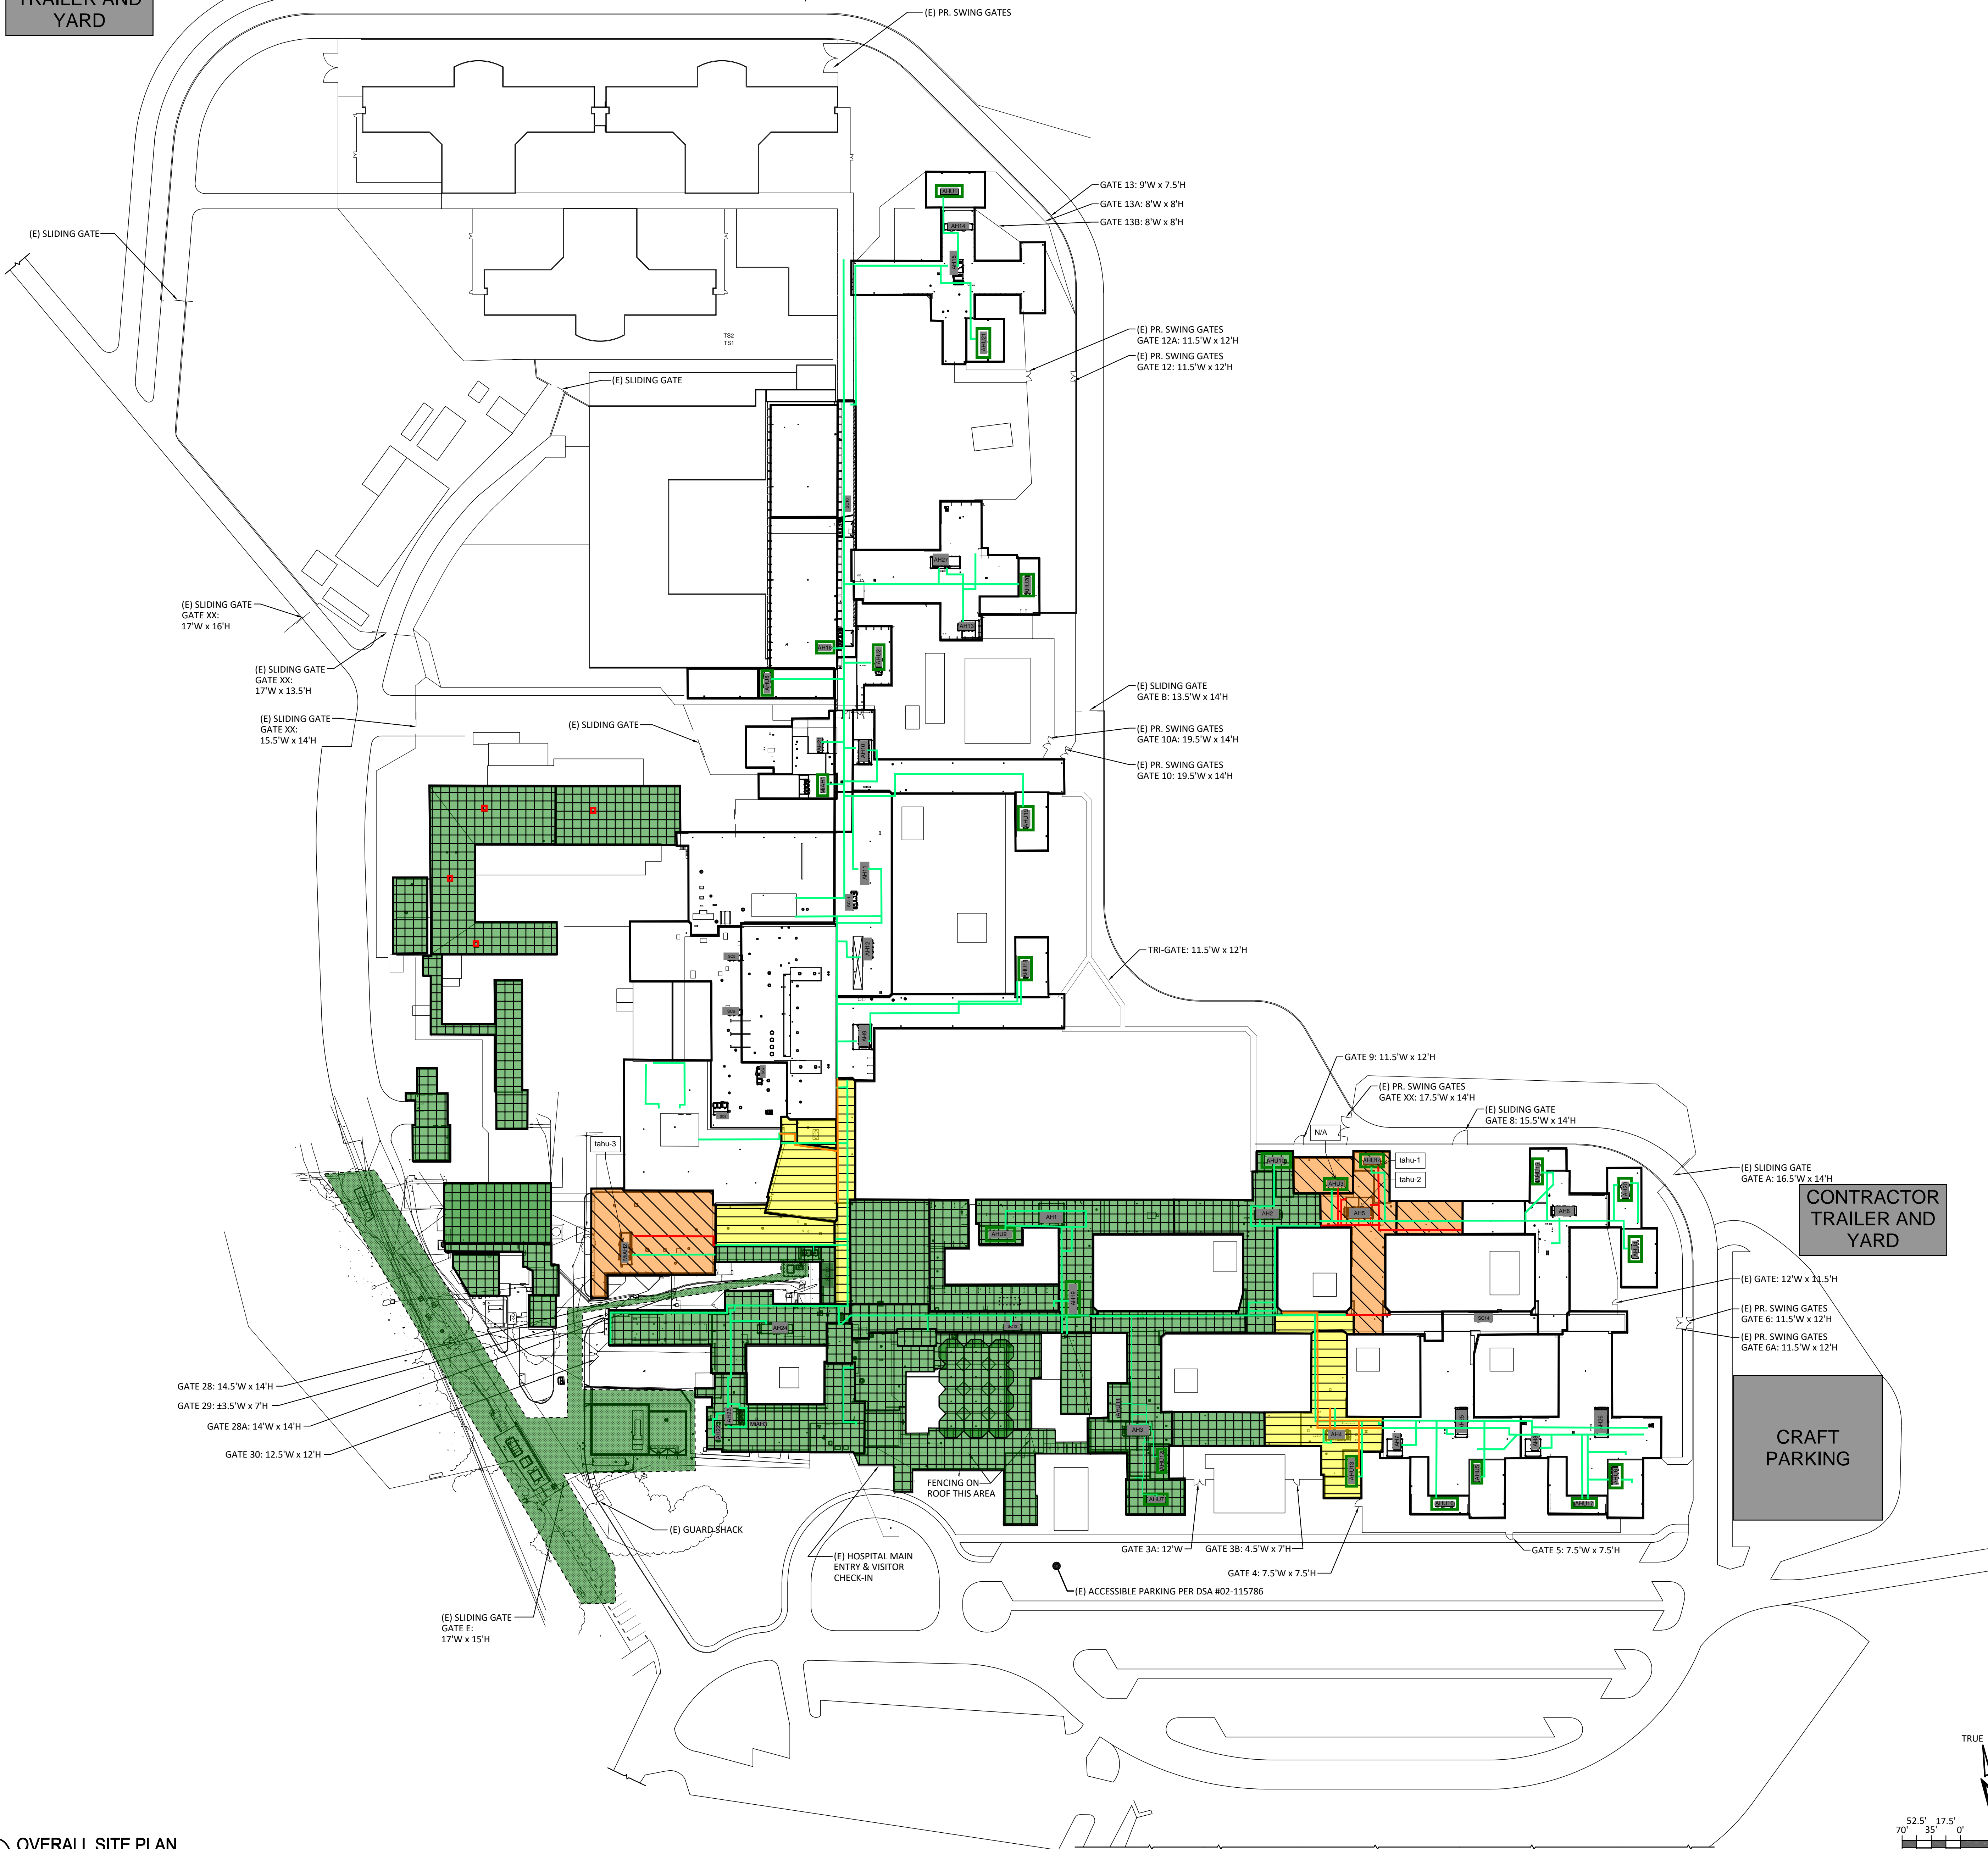 TRAILER AND
YARD
(E) PR. SWING GATES
GATE 13: 9'W x 7.5'H
GATE 13A: 8'W x 8'H
GATE 13B: 8'W x 8'H
(E) SLIDING GATE
AH14
AH15
(E) PR. SWING GATES
GATE 12A: 11.5'W x 12'H
(E) PR. SWING GATES
GATE 12: 11.5'W x 12'H
TS2
TS1
(E) SLIDING GATE
AH27
AH13
(E) SLIDING GATE
GATE XX:
17'W x 16'H
(E) SLIDING GATE
GATE XX:
17'W x 13.5'H
(E) SLIDING GATE
GATE B: 13.5'W x 14'H
(E) SLIDING GATE
GATE XX:
15.5'W x 14'H
(E) SLIDING GATE
(E) PR. SWING GATES
GATE 10A: 19.5'W x 14'H
(E) PR. SWING GATES
GATE 10: 19.5'W x 14'H
AH10
AH11
AH12
TRI-GATE: 11.5'W x 12'H
AH9
GATE 9: 11.5'W x 12'H
(E) PR. SWING GATES
GATE XX: 17.5'W x 14'H
(E) SLIDING GATE
GATE 8: 15.5'W x 14'H
N/A
tahu-3
tahu-1
tahu-2
(E) SLIDING GATE
GATE A: 16.5'W x 14'H
CONTRACTOR
TRAILER AND
YARD
AH1
AH2
AH5
AH6
AHU9
(E) GATE: 12'W x 11.5'H
(E) PR. SWING GATES
GATE 6: 11.5'W x 12'H
(E) PR. SWING GATES
GATE 6A: 11.5'W x 12'H
AH19
AH24
GATE 28: 14.5'W x 14'H
GATE 29: ±3.5'W x 7'H
GATE 28A: 14'W x 14'H
GATE 30: 12.5'W x 12'H
AH3
AH4
AHU7
CRAFT
PARKING
FENCING ON
ROOF THIS AREA
(E) GUARD SHACK
(E) HOSPITAL MAIN
ENTRY & VISITOR
CHECK-IN
GATE 3A: 12'W
GATE 3B: 4.5'W x 7'H
GATE 4: 7.5'W x 7.5'H
GATE 5: 7.5'W x 7.5'H
(E) ACCESSIBLE PARKING PER DSA #02-115786
(E) SLIDING GATE
GATE E:
17'W x 15'H
TRUE
52.5' 17.5'
70' 35' 0'
OVERALL SITE PLAN